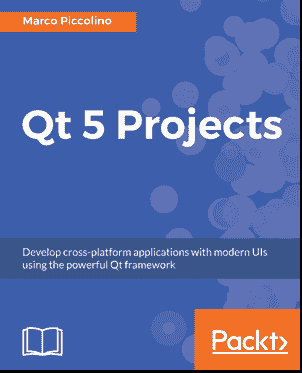 Marco Piccolino
Qt 5 Projects
Develop cross-platform applications with modern UIs
using the powerful Qt framework
Packt>